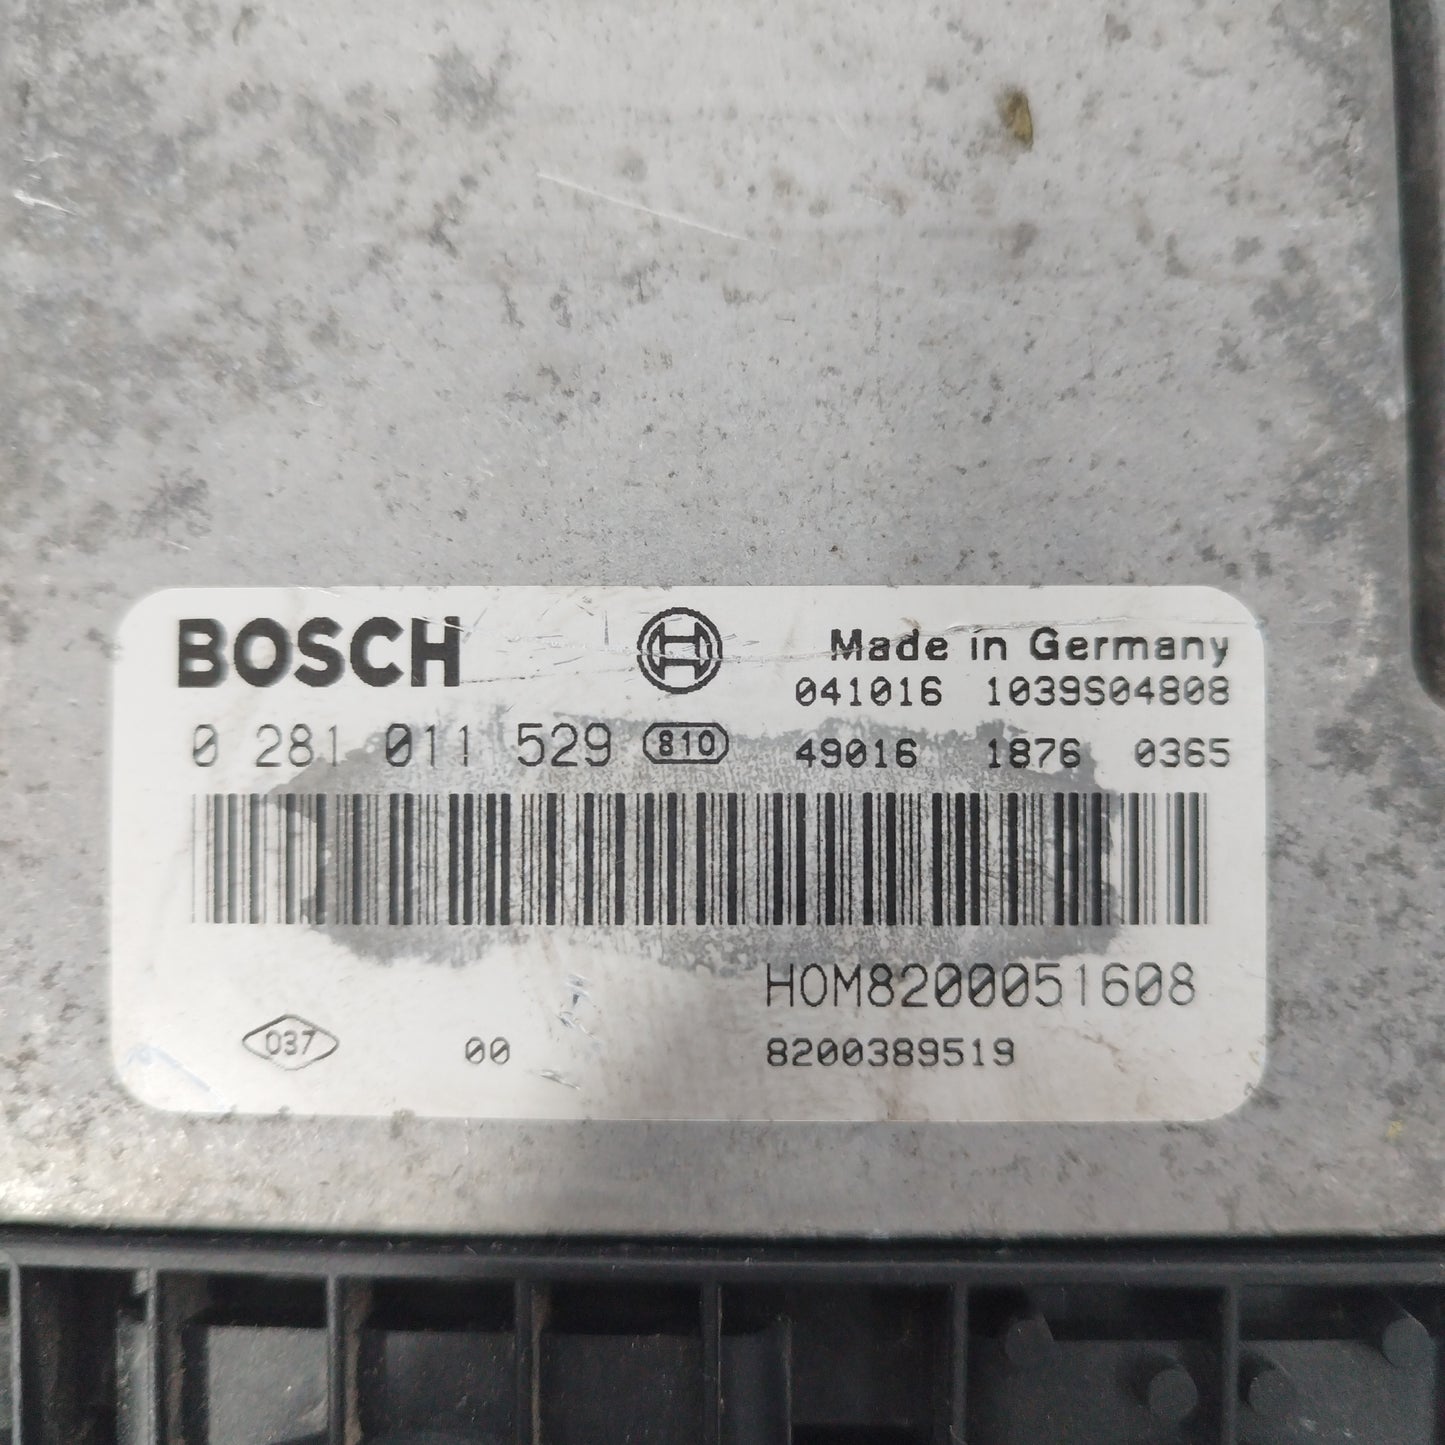 BOSCH Made in Germany
041016 1039S04808
0 281 011 529 810 49016 1876 0365
HOM8200051608
037 00 8200389519